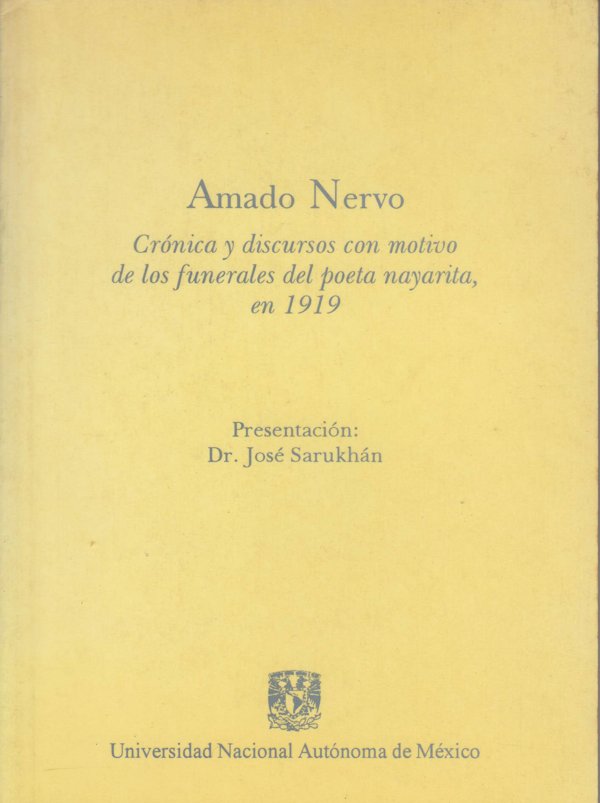 Amado Nervo
Crónica y discursos con motivo
de los funerales del poeta nayarita,
en 1919
Presentación:
Dr. José Sarukhán
Universidad Nacional Autónoma de México